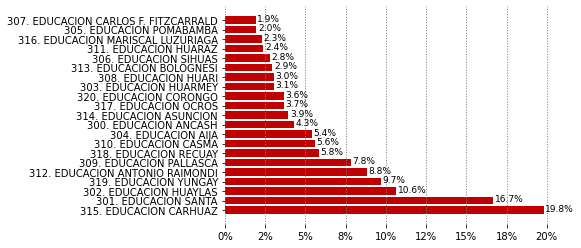 307. EDUCACION CARLOS F. FITZCARRALD 1.9%
305. EDUCACION POMABAMBA 2.0%
316. EDUCACION MARISCAL LUZURIAGA 2.3%
311. EDUCACION HUARAZ 2.4%
306. EDUCACION SIHUAS 2.8%
313. EDUCACION BOLOGNESI 2.9%
308. EDUCACION HUARI 3.0%
303. EDUCACION HUARMEY 3.1%
320. EDUCACION CORONGO 3.6%
317. EDUCACION OCROS 3.7%
314. EDUCACION ASUNCION 3.9%
300. EDUCACION ANCASH 4.3%
304. EDUCACION AIJA 5.4%
310. EDUCACION CASMA 5.6%
318. EDUCACION RECUAY 5.8%
309. EDUCACION PALLASCA 7.8%
312. EDUCACION ANTONIO RAIMONDI 8.8%
319. EDUCACION YUNGAY 9.7%
302. EDUCACION HUAYLAS 10.6%
301. EDUCACION SANTA 16.7%
315. EDUCACION CARHUAZ 19.8%
0% 2% 5% 8% 10% 12% 15% 18% 20%